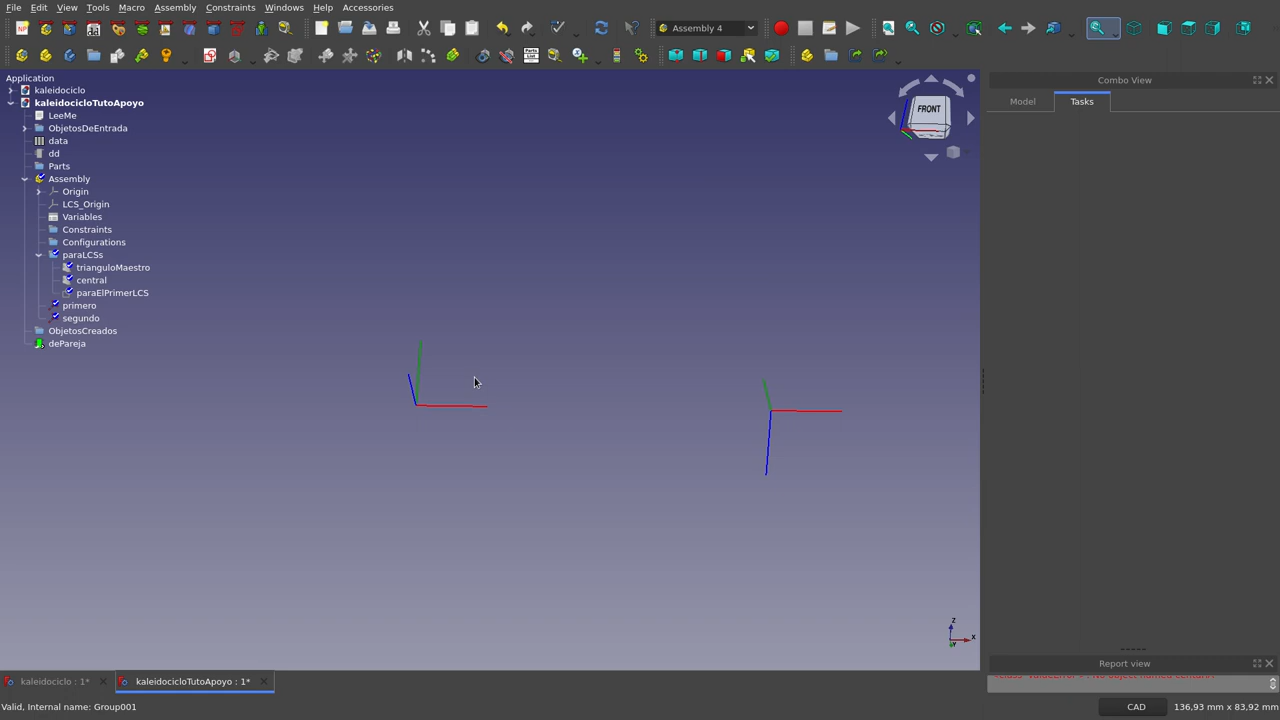 File Edit View Tools Macro Assembly Constraints Windows Help Accessories
Assembly 4
Application
kaleidociclo
kaleidocicloTutoApoyo
LeeMe
ObjetosDeEntrada
data
dd
Parts
Assembly
Origin
LCS_Origin
Variables
Constraints
Configurations
paraLCSs
trianguloMaestro
central
paraElPrimerLCS
primero
segundo
ObjetosCreados
dePareja
FRONT
Z
X
Y
Combo View
Model Tasks
Report view
kaleidociclo : 1* kaleidocicloTutoApoyo : 1*
Valid, Internal name: Group001
CAD 136,93 mm x 83,92 mm